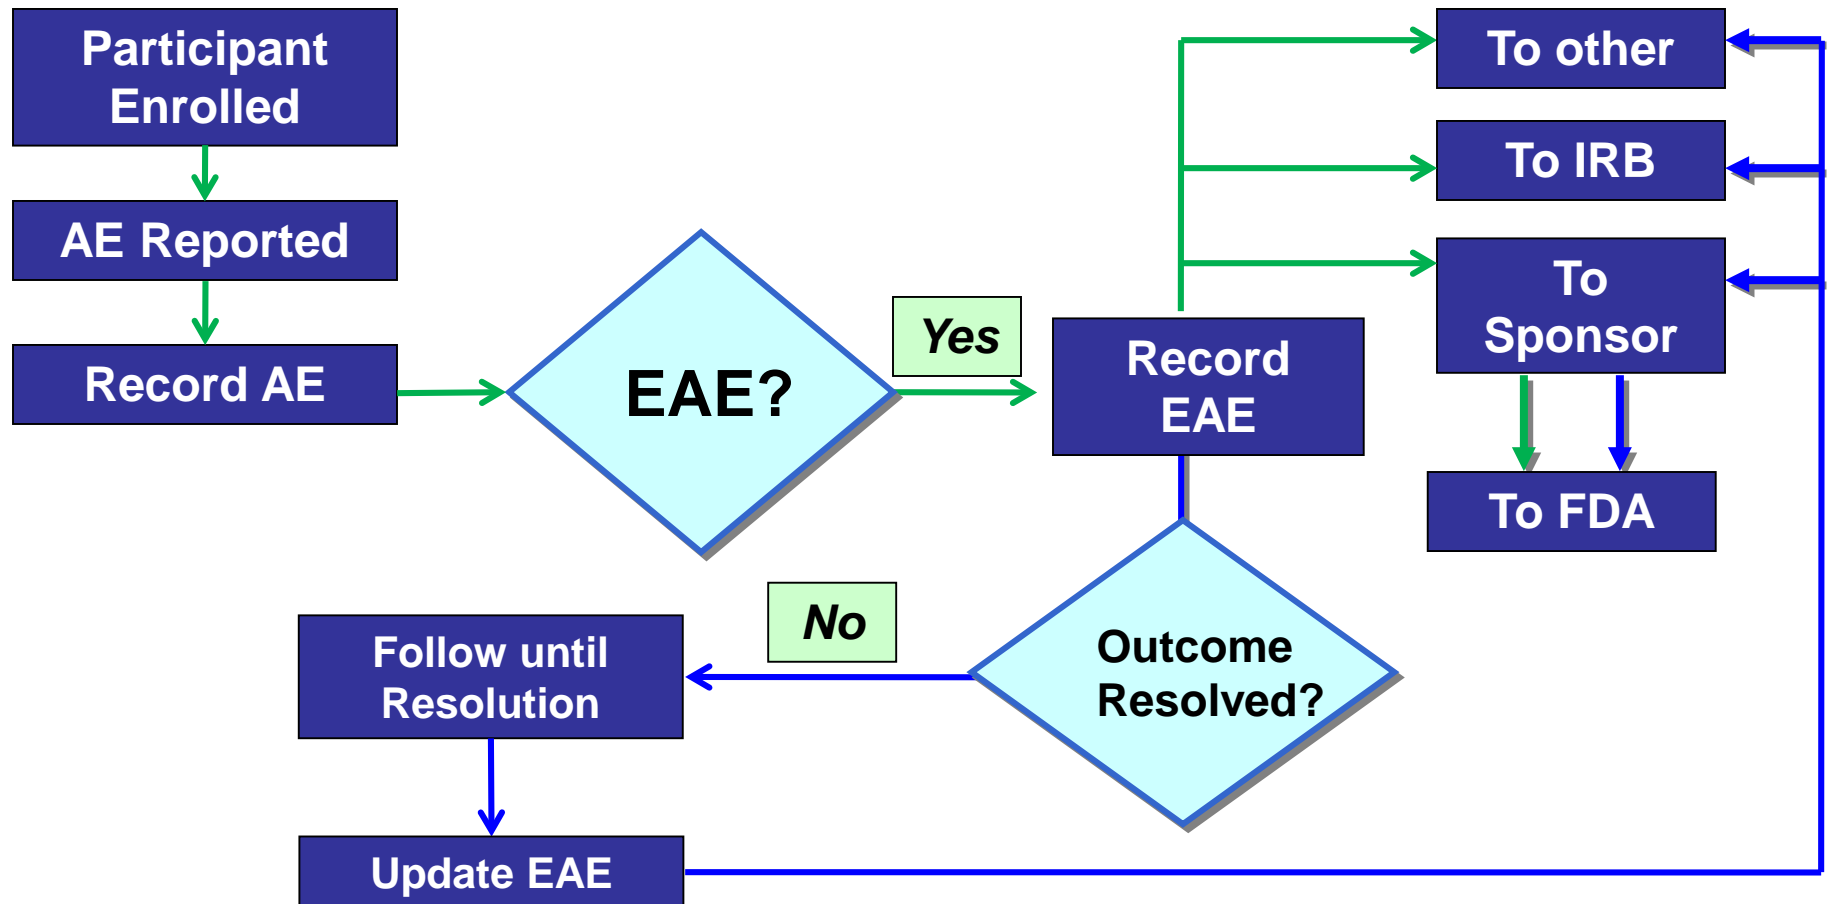 Participant
Enrolled
AE Reported
Record AE
EAE?
Yes
Record
EAE
To other
To IRB
To
Sponsor
To FDA
Outcome
Resolved?
No
Follow until
Resolution
Update EAE